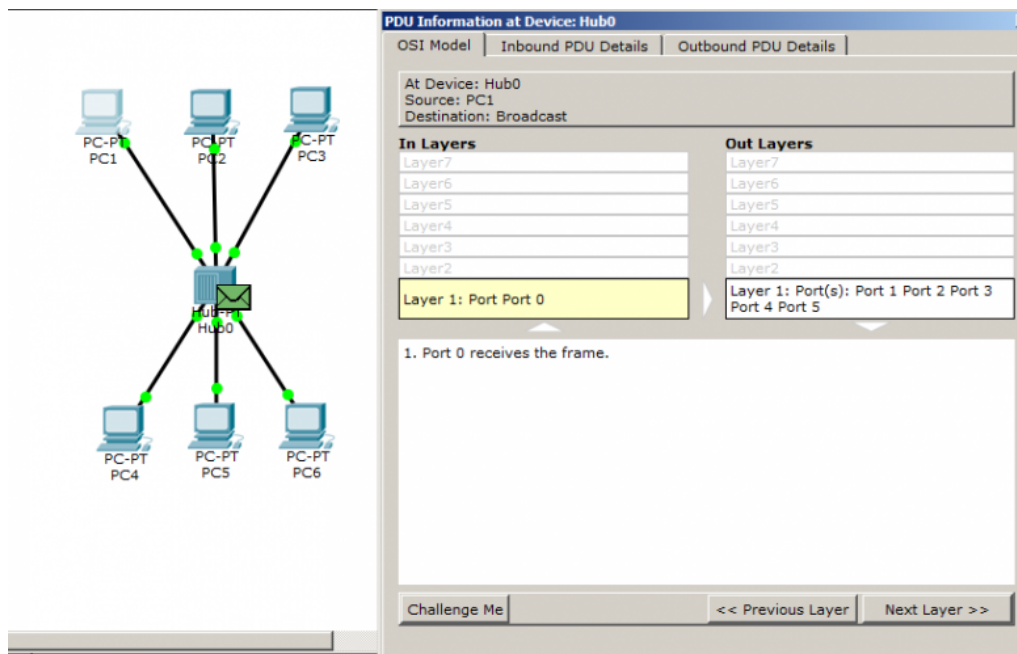 PDU Information at Device: Hub0
OSI Model
Inbound PDU Details
Outbound PDU Details
At Device: Hub0
Source: PC1
Destination: Broadcast
In Layers
Out Layers
Layer7
Layer7
Layer6
Layer6
Layer5
Layer5
Layer4
Layer4
Layer3
Layer3
Layer2
Layer2
Layer 1: Port Port 0
Layer 1: Port(s): Port 1 Port 2 Port 3
Port 4 Port 5
1. Port 0 receives the frame.
Challenge Me
<< Previous Layer
Next Layer >>
PC-PT
PC1
PC-PT
PC2
PC-PT
PC3
Hub-PT
Hub0
PC-PT
PC4
PC-PT
PC5
PC-PT
PC6